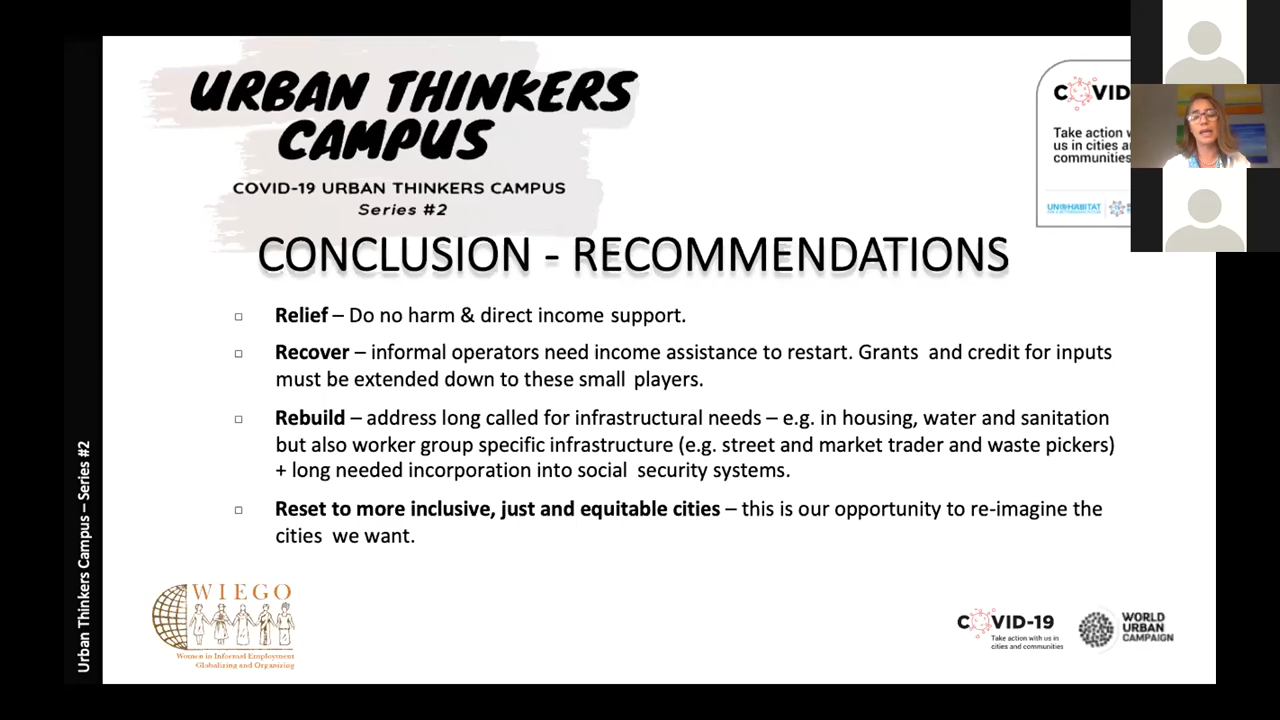 URBAN THINKERS
CAMPUS
COVID-19 URBAN THINKERS CAMPUS
Series #2
COVID
Take action
us in cities a
communities
UN HABITAT
CONCLUSION - RECOMMENDATIONS
▫ Relief – Do no harm & direct income support.
▫ Recover – informal operators need income assistance to restart. Grants and credit for inputs
must be extended down to these small players.
▫ Rebuild – address long called for infrastructural needs – e.g. in housing, water and sanitation
but also worker group specific infrastructure (e.g. street and market trader and waste pickers)
+ long needed incorporation into social security systems.
▫ Reset to more inclusive, just and equitable cities – this is our opportunity to re-imagine the
cities we want.
Urban Thinkers Campus – Series #2
WIEGO
Women in Informal Employment
Globalizing and Organizing
COVID-19
Take action with us in
cities and communities
WORLD
URBAN
CAMPAIGN